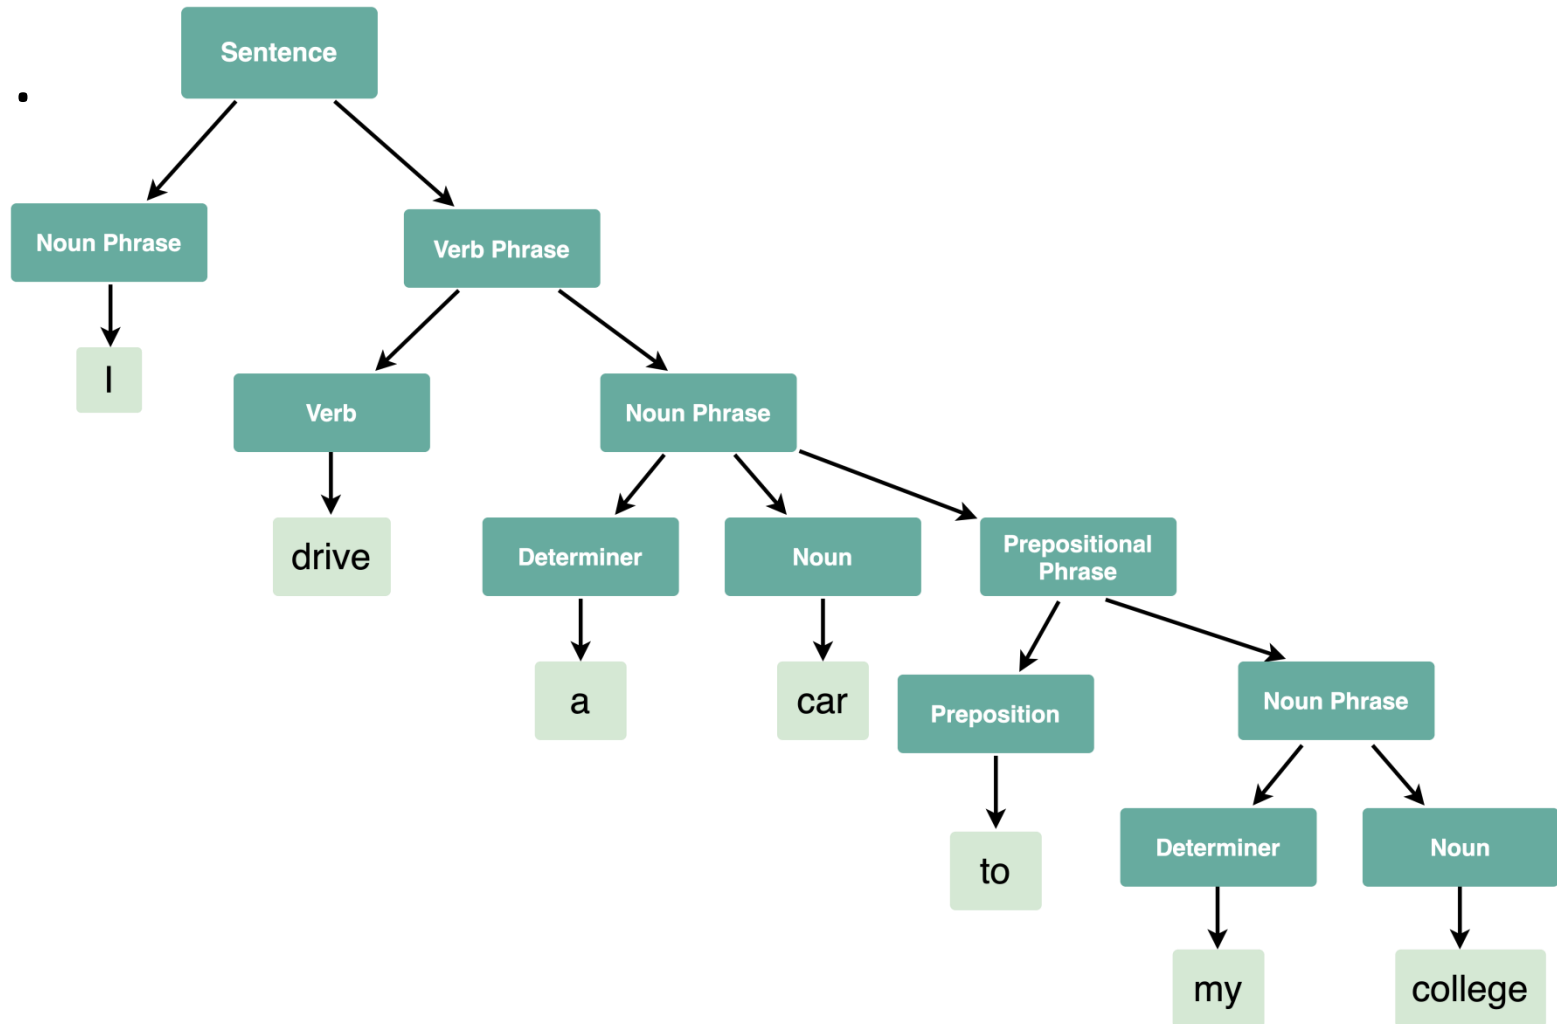 Sentence
.
Noun Phrase
Verb Phrase
I
Verb
Noun Phrase
drive
Determiner
Noun
Prepositional
Phrase
a
car
Preposition
Noun Phrase
to
Determiner
Noun
my
college